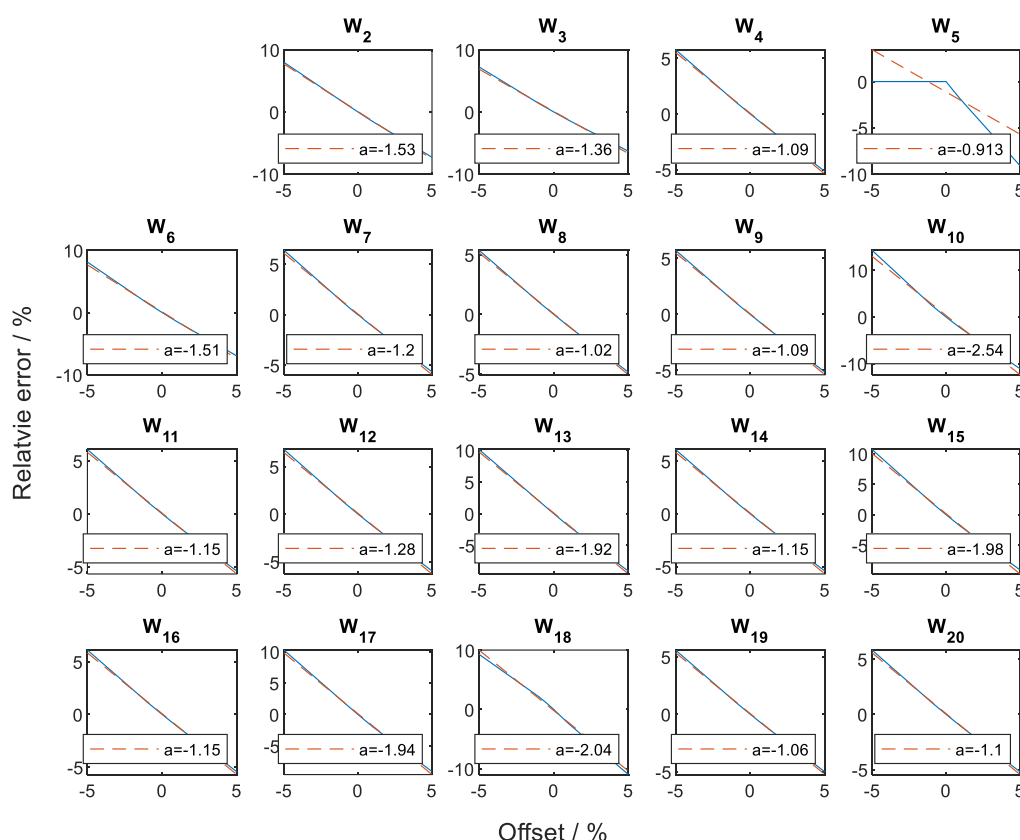 W2 W3 W4 W5
10 10
5 0
0 0 0 -5
a=-1.53 a=-1.36 a=-1.09 a=-0.913
-10 -10 -5 -10
-5 0 5 -5 0 5 -5 0 5 -5 0 5
W6 W7 W8 W9 W10
10 5 5 5 10
0 0 0 0 0
a=-1.51 a=-1.2 a=-1.02 a=-1.09 a=-2.54
-10 -5 -5 -5 -10
-5 0 5 -5 0 5 -5 0 5 -5 0 5 -5 0 5
Relatvie error / %
W11 W12 W13 W14 W15
5 5 10 5 10
5 5
0 0 0 0 0
a=-1.15 a=-1.28 a=-1.92 a=-1.15 a=-1.98
-5 -5 -5 -5 -5
-5 0 5 -5 0 5 -5 0 5 -5 0 5 -5 0 5
W16 W17 W18 W19 W20
5 10 10 5 5
5
0 0 0 0 0
a=-1.15 a=-1.94 a=-2.04 a=-1.06 a=-1.1
-5 -5 -10 -5 -5
-5 0 5 -5 0 5 -5 0 5 -5 0 5 -5 0 5
Offset / %